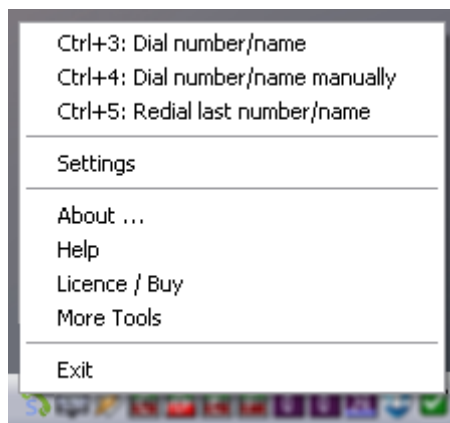 Ctrl+3: Dial number/name
Ctrl+4: Dial number/name manually
Ctrl+5: Redial last number/name
Settings
About ...
Help
Licence / Buy
More Tools
Exit